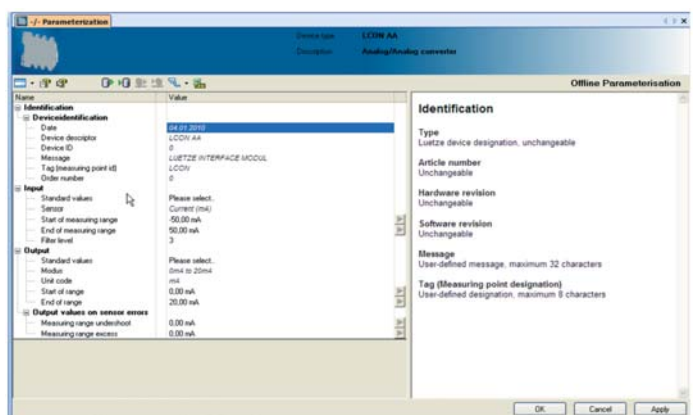 -/- Parameterization
Device type LCON AA
Description Analog/Analog converter
Offline Parameterisation
Name Value
Identification
Deviceidentification
Date 04.01.2010
Device descriptor LCON AA
Device ID 0
Message LUETZE INTERFACE MODUL
Tag (measuring point id) LCON
Order number 0
Input
Standard values Please select..
Sensor Current (mA)
Start of measuring range -50,00 mA
End of measuring range 50,00 mA
Filter level 3
Output
Standard values Please select..
Modus 0mA to 20mA
Unit code mA
Start of range 0,00 mA
End of range 20,00 mA
Output values on sensor errors
Measuring range undershoot 0,00 mA
Measuring range excess 0,00 mA
Identification
Type
Luetze device designation, unchangeable
Article number
Unchangeable
Hardware revision
Unchangeable
Software revision
Unchangeable
Message
User-defined message, maximum 32 characters
Tag (Measuring point designation)
User-defined designation, maximum 8 characters
OK Cancel Apply